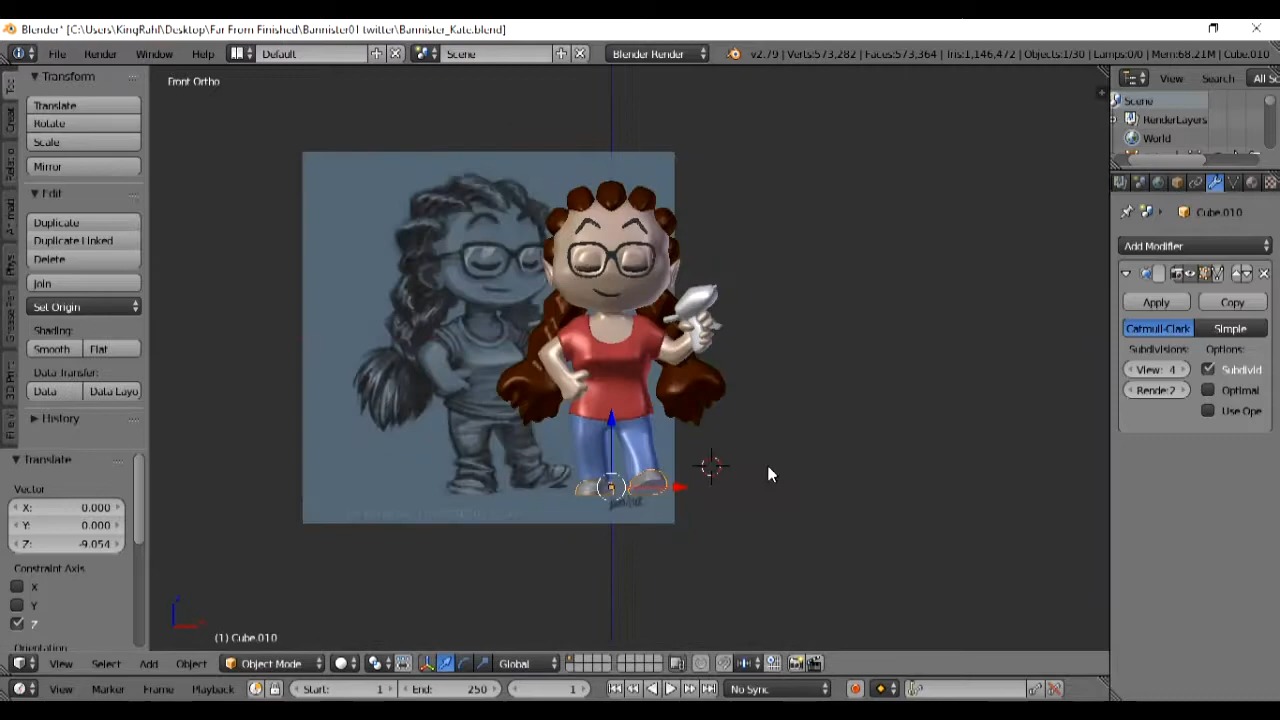 Blender* [C:\Users\KingRahl\Desktop\Far From Finished\Bannister01 twitter\Bannister_Kate.blend]
File Render Window Help Default Scene Blender Render v2.79 | Verts:573,282 | Faces:573,364 | Tris:1,146,472 | Objects:1/30 | Lamps:0/0 | Mem:68.21M | Cube.010
Transform
Translate
Rotate
Scale
Mirror
Edit
Duplicate
Duplicate Linked
Delete
Join
Set Origin
Shading:
Smooth Flat
Data Transfer:
Data Data Layo
History
Translate
Vector
X: 0.000
Y: 0.000
Z: -9.054
Constraint Axis
X
Y
Z
Orientation
Front Ortho
(1) Cube.010
View Search All S
Scene
RenderLayers
World
Cube.010
Add Modifier
Apply Copy
Catmull-Clark Simple
Subdivisions: Options:
View: 4 Subdivid
Rende:2 Optimal
Use Ope
View Select Add Object Object Mode Global
View Marker Frame Playback Start: 1 End: 250 1 No Sync